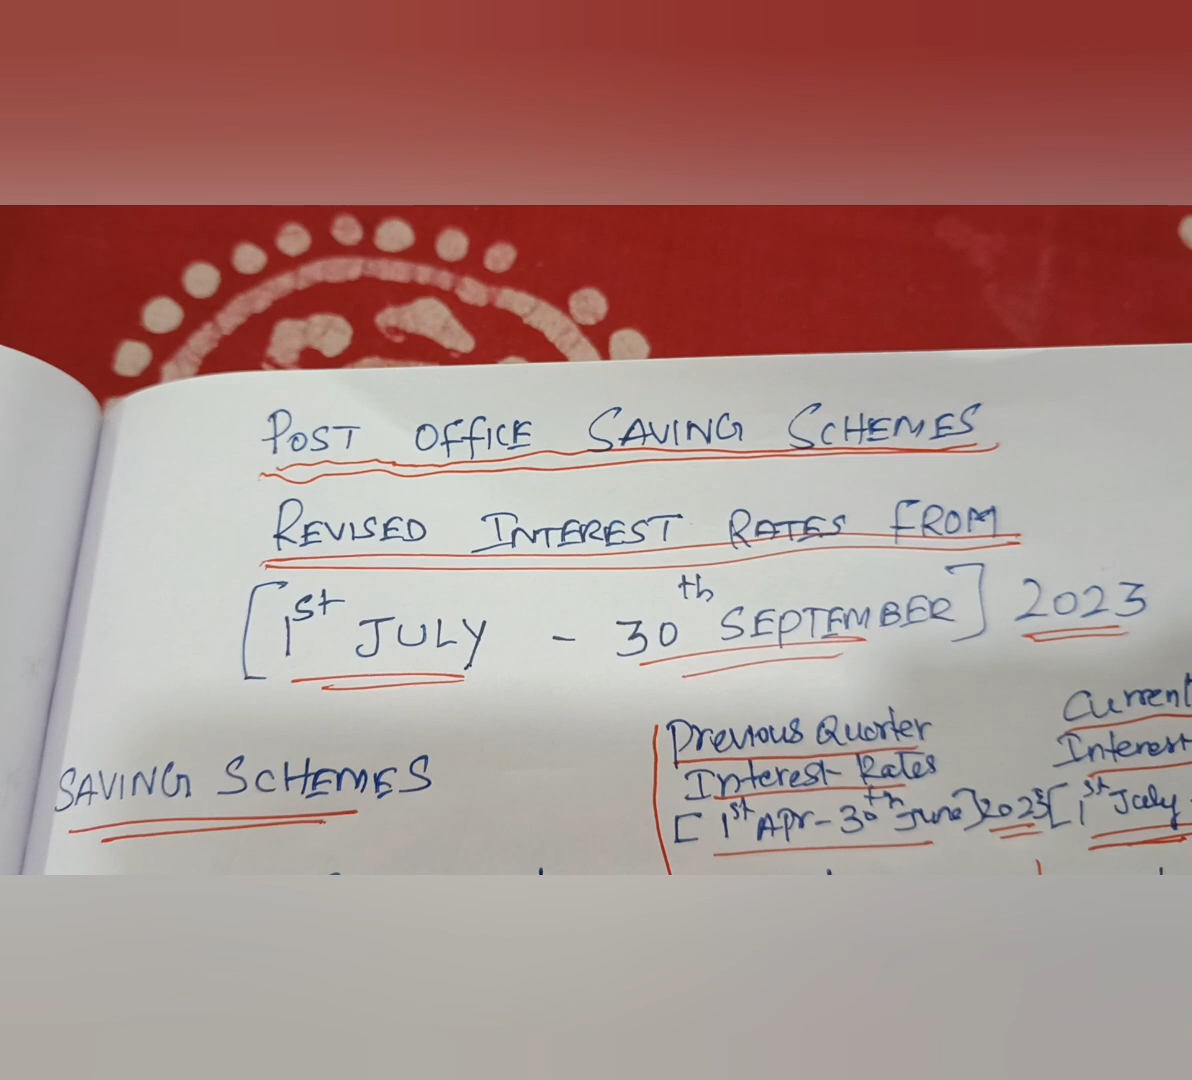 POST OFFICE SAVING SCHEMES
REVISED INTEREST RATES FROM
[1st JULY - 30th SEPTEMBER] 2023
SAVING SCHEMES
Previous Quarter
Interest Rates
[1st Apr - 30th June] 2023
Current
Interest
[1st July -